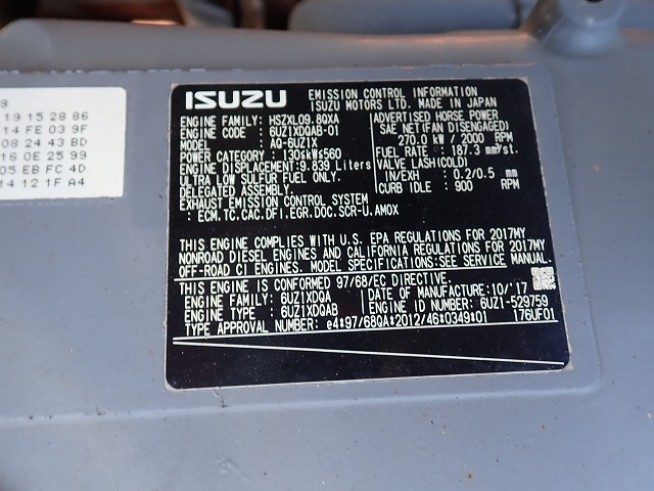 9
19 15 28 86
14 FE 03 9F
08 24 43 BD
16 0E 25 99
05 EB FC 4D
14 12 1F A4
ISUZU
EMISSION CONTROL INFORMATION
ISUZU MOTORS LTD. MADE IN JAPAN
ENGINE FAMILY: HSZXL09.8QXA
ENGINE CODE : 6UZ1XDQAB-01
MODEL : AQ-6UZ1X
POWER CATEGORY : 130≤kW≤560
ENGINE DISPLACEMENT:9.839 Liters
ULTRA LOW SULFUR FUEL ONLY.
DELEGATED ASSEMBLY.
EXHAUST EMISSION CONTROL SYSTEM
: ECM.TC.CAC.DFI.EGR.DOC.SCR-U.AMOX
ADVERTISED HORSE POWER
SAE NET(FAN DISENGAGED)
270.0 kW / 2000 RPM
FUEL RATE : 187.3 mm³/st.
VALVE LASH(COLD)
IN/EXH : 0.2/0.5 mm
CURB IDLE : 900 RPM
THIS ENGINE COMPLIES WITH U.S. EPA REGULATIONS FOR 2017MY
NONROAD DIESEL ENGINES AND CALIFORNIA REGULATIONS FOR 2017MY
OFF-ROAD CI ENGINES. MODEL SPECIFICATIONS:SEE SERVICE MANUAL.
THIS ENGINE IS CONFORMED 97/68/EC DIRECTIVE.
ENGINE FAMILY: 6UZ1XDQA
DATE OF MANUFACTURE:10/'17
ENGINE TYPE : 6UZ1XDQAB
ENGINE ID NUMBER: 6UZ1-529759
TYPE APPROVAL NUMBER: e4*97/68QA*2012/46*0349*01
176UF01